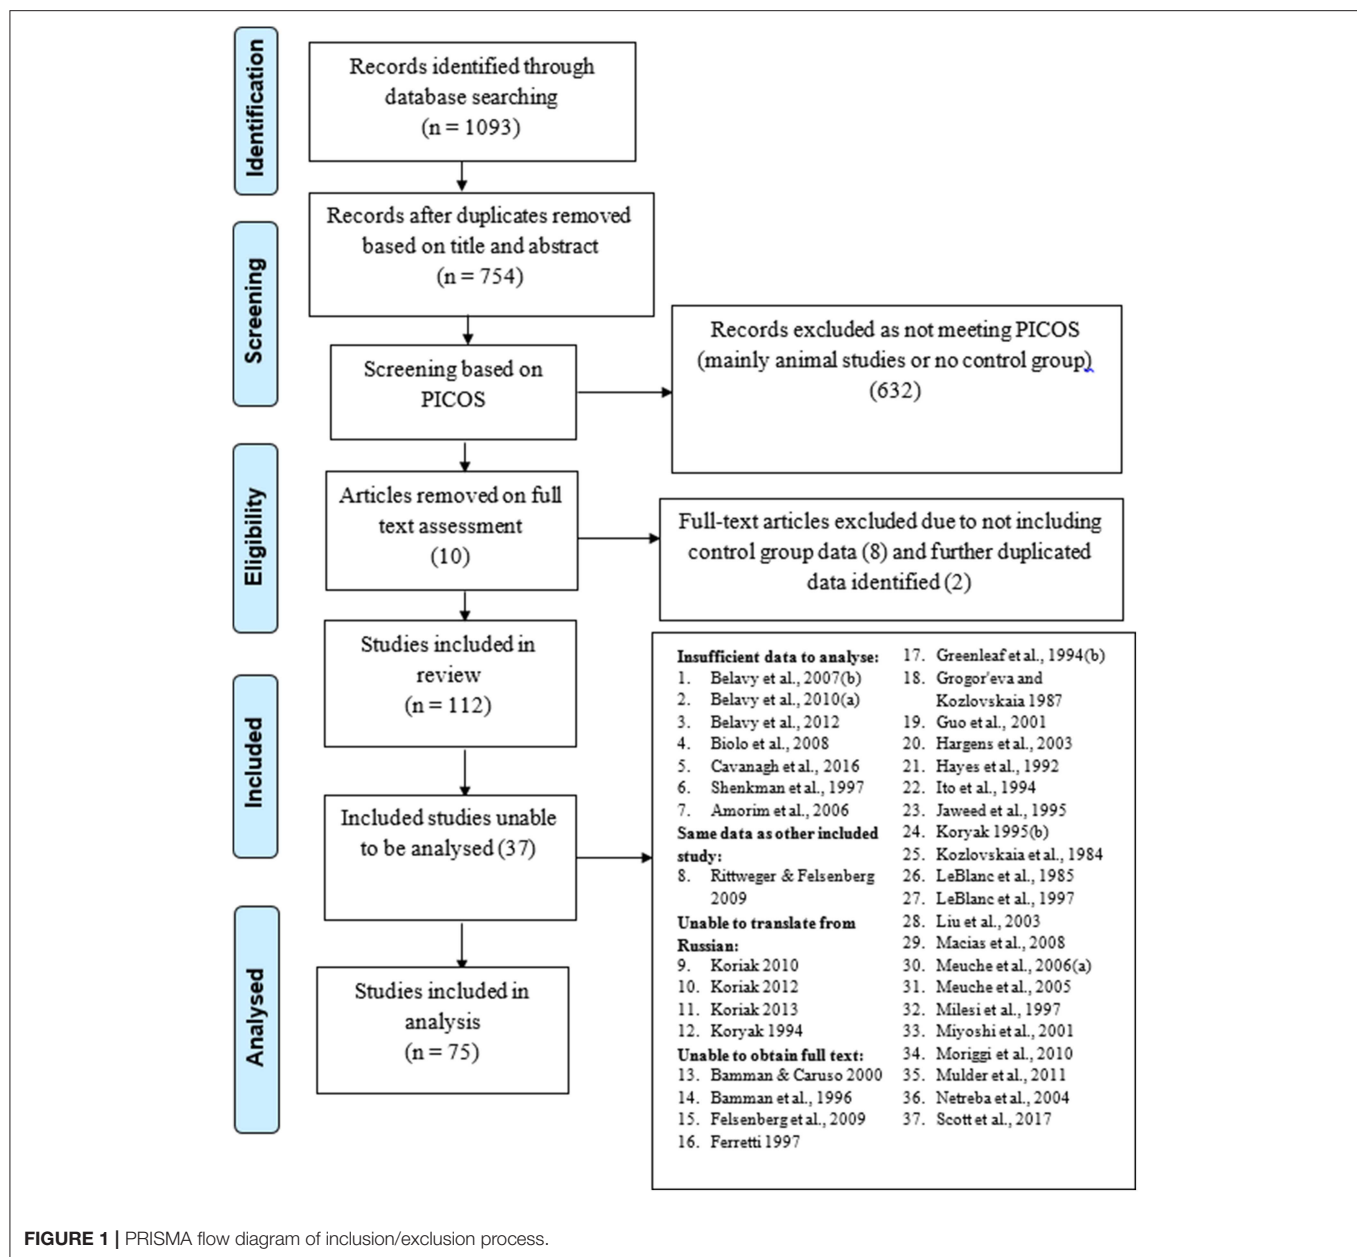 Identification
Records identified through
database searching
(n = 1093)
Screening
Records after duplicates removed
based on title and abstract
(n = 754)
Screening based on
PICOS
Records excluded as not meeting PICOS
(mainly animal studies or no control group)
(632)
Eligibility
Articles removed on full
text assessment
(10)
Full-text articles excluded due to not including
control group data (8) and further duplicated
data identified (2)
Included
Studies included in
review
(n = 112)
Included studies unable
to be analysed (37)
Insufficient data to analyse:
1. Belavy et al., 2007(b)
2. Belavy et al., 2010(a)
3. Belavy et al., 2012
4. Biolo et al., 2008
5. Cavanagh et al., 2016
6. Shenkman et al., 1997
7. Amorim et al., 2006
Same data as other included
study:
8. Rittweger & Felsenberg
2009
Unable to translate from
Russian:
9. Koriak 2010
10. Koriak 2012
11. Koriak 2013
12. Koryak 1994
Unable to obtain full text:
13. Bamman & Caruso 2000
14. Bamman et al., 1996
15. Felsenberg et al., 2009
16. Ferretti 1997
17. Greenleaf et al., 1994(b)
18. Grogor'eva and
Kozlovskaia 1987
19. Guo et al., 2001
20. Hargens et al., 2003
21. Hayes et al., 1992
22. Ito et al., 1994
23. Jaweed et al., 1995
24. Koryak 1995(b)
25. Kozlovskaia et al., 1984
26. LeBlanc et al., 1985
27. LeBlanc et al., 1997
28. Liu et al., 2003
29. Macias et al., 2008
30. Meuche et al., 2006(a)
31. Meuche et al., 2005
32. Milesi et al., 1997
33. Miyoshi et al., 2001
34. Moriggi et al., 2010
35. Mulder et al., 2011
36. Netreba et al., 2004
37. Scott et al., 2017
Analysed
Studies included in
analysis
(n = 75)
FIGURE 1 | PRISMA flow diagram of inclusion/exclusion process.